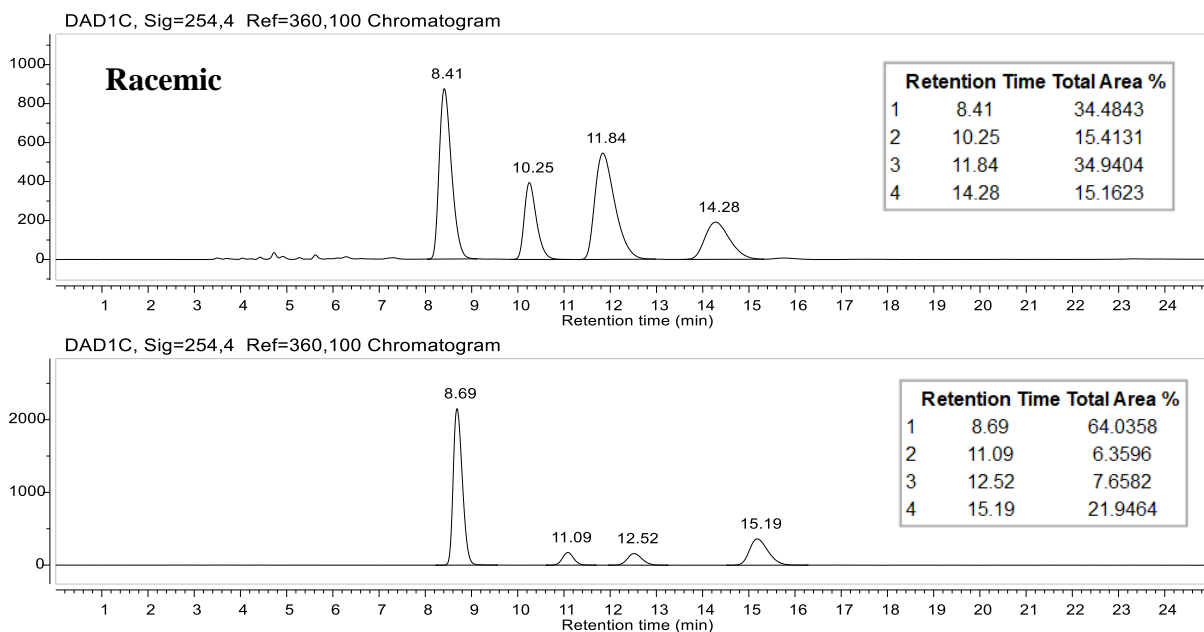 DAD1C, Sig=254,4 Ref=360,100 Chromatogram
Racemic
1000
800
600
400
200
0
8.41
10.25
11.84
14.28
Retention Time Total Area %
1 8.41 34.4843
2 10.25 15.4131
3 11.84 34.9404
4 14.28 15.1623
1 2 3 4 5 6 7 8 9 10 11 12 13 14 15 16 17 18 19 20 21 22 23 24
Retention time (min)
DAD1C, Sig=254,4 Ref=360,100 Chromatogram
2000
1000
0
8.69
11.09
12.52
15.19
Retention Time Total Area %
1 8.69 64.0358
2 11.09 6.3596
3 12.52 7.6582
4 15.19 21.9464
1 2 3 4 5 6 7 8 9 10 11 12 13 14 15 16 17 18 19 20 21 22 23 24
Retention time (min)